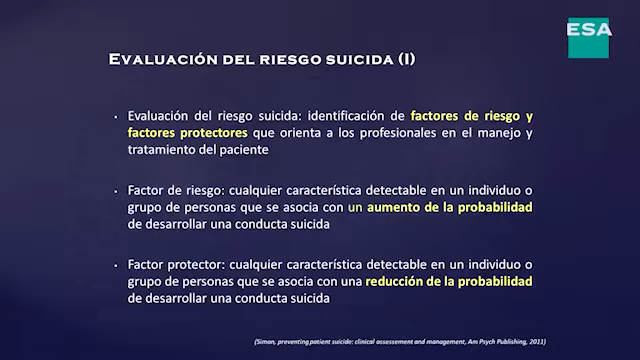 ESA
EVALUACIÓN DEL RIESGO SUICIDA (I)
• Evaluación del riesgo suicida: identificación de factores de riesgo y
factores protectores que orienta a los profesionales en el manejo y
tratamiento del paciente
• Factor de riesgo: cualquier característica detectable en un individuo o
grupo de personas que se asocia con un aumento de la probabilidad
de desarrollar una conducta suicida
• Factor protector: cualquier característica detectable en un individuo o
grupo de personas que se asocia con una reducción de la probabilidad
de desarrollar una conducta suicida
(Simon, preventing patient suicide: clinical assessement and management, Am Psych Publishing, 2011)